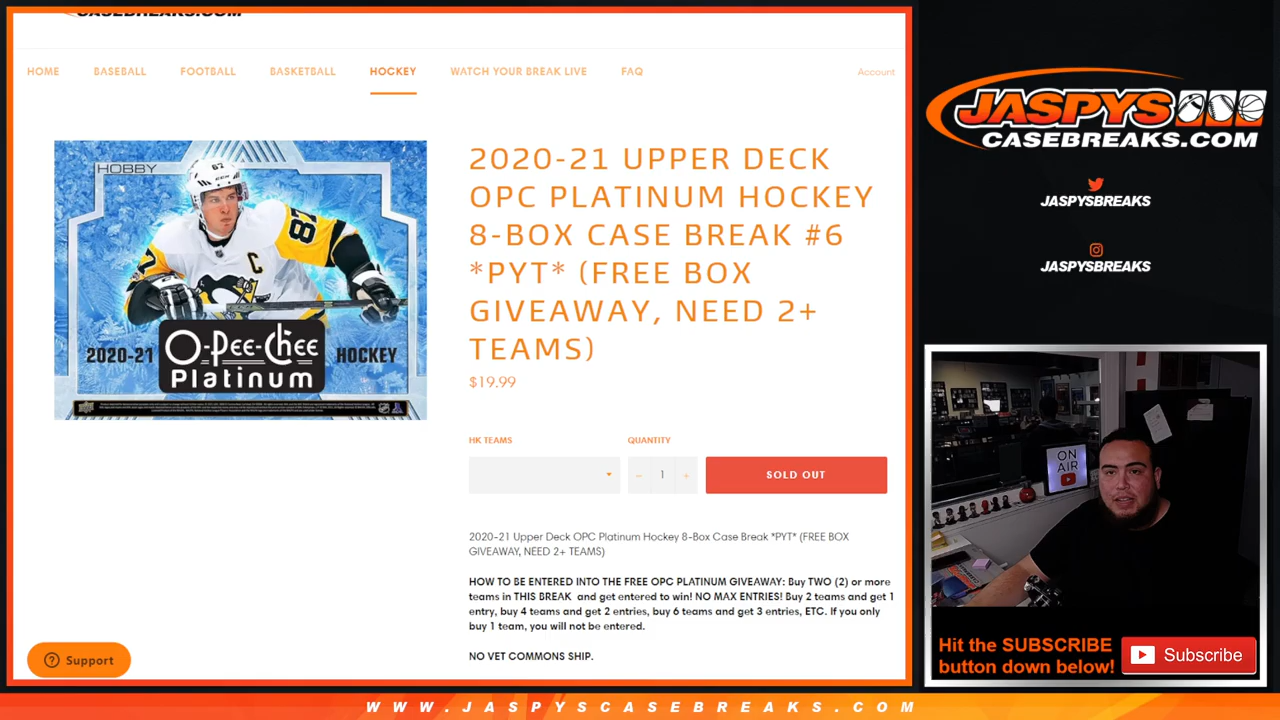 CASEBREAKS.COM
HOME BASEBALL FOOTBALL BASKETBALL HOCKEY WATCH YOUR BREAK LIVE FAQ Account
HOBBY
67
87
C
2020-21 O-Pee-Chee HOCKEY
Platinum
2020-21 UPPER DECK
OPC PLATINUM HOCKEY
8-BOX CASE BREAK #6
*PYT* (FREE BOX
GIVEAWAY, NEED 2+
TEAMS)
$19.99
HK TEAMS QUANTITY
− 1 + SOLD OUT
2020-21 Upper Deck OPC Platinum Hockey 8-Box Case Break *PYT* (FREE BOX
GIVEAWAY, NEED 2+ TEAMS)
HOW TO BE ENTERED INTO THE FREE OPC PLATINUM GIVEAWAY: Buy TWO (2) or more
teams in THIS BREAK and get entered to win! NO MAX ENTRIES! Buy 2 teams and get 1
entry, buy 4 teams and get 2 entries, buy 6 teams and get 3 entries, ETC. If you only
buy 1 team, you will not be entered.
NO VET COMMONS SHIP.
Support
JASPYS
CASEBREAKS.COM
JASPYSBREAKS
JASPYSBREAKS
ON
AIR
Hit the SUBSCRIBE
button down below!
Subscribe
WWW.JASPYSCASEBREAKS.COM